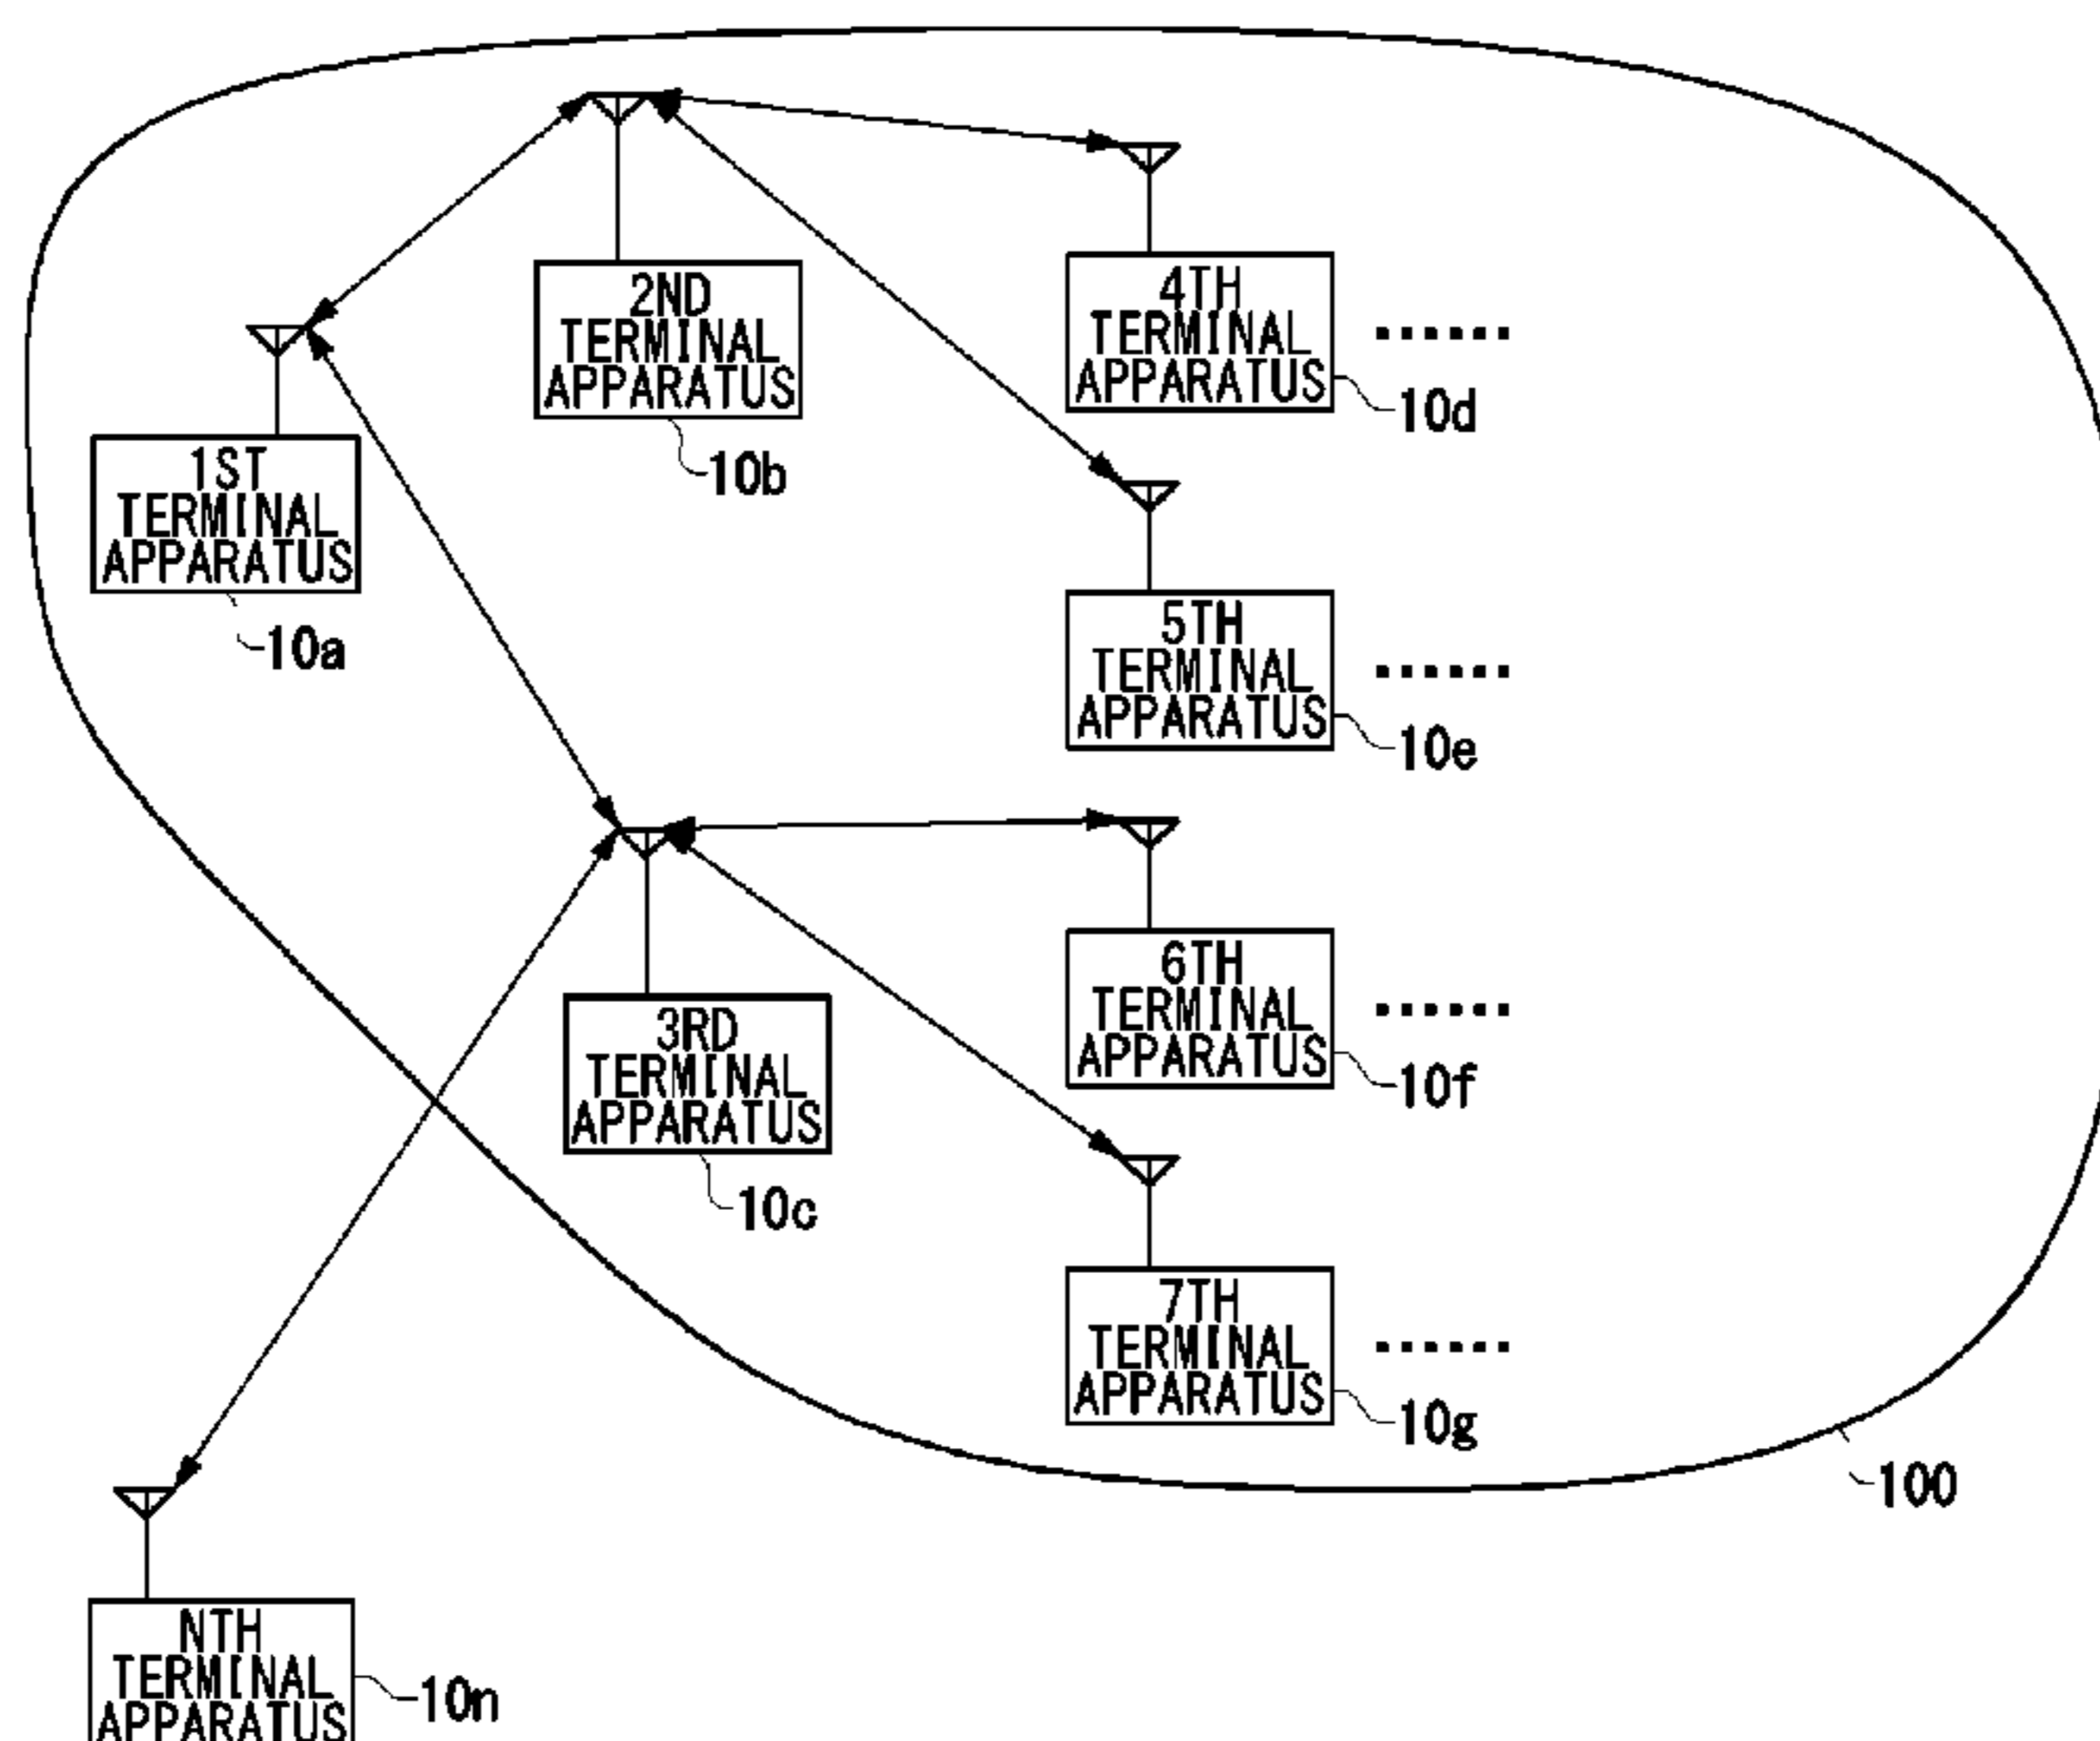 2ND
TERMINAL
APPARATUS
10b
4TH
TERMINAL
APPARATUS
......
10d
1ST
TERMINAL
APPARATUS
10a
5TH
TERMINAL
APPARATUS
......
10e
3RD
TERMINAL
APPARATUS
10c
6TH
TERMINAL
APPARATUS
......
10f
7TH
TERMINAL
APPARATUS
......
10g
100
NTH
TERMINAL
APPARATUS
10n